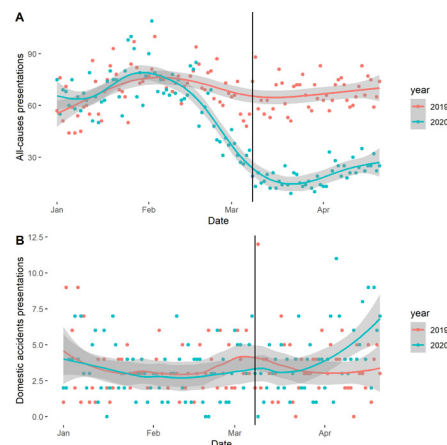 A
All-causes presentations
90
60
30
Jan
Feb
Mar
Apr
Date
year
2019
2020
B
Domestic accidents presentations
12.5
10.0
7.5
5.0
2.5
0.0
Jan
Feb
Mar
Apr
Date
year
2019
2020